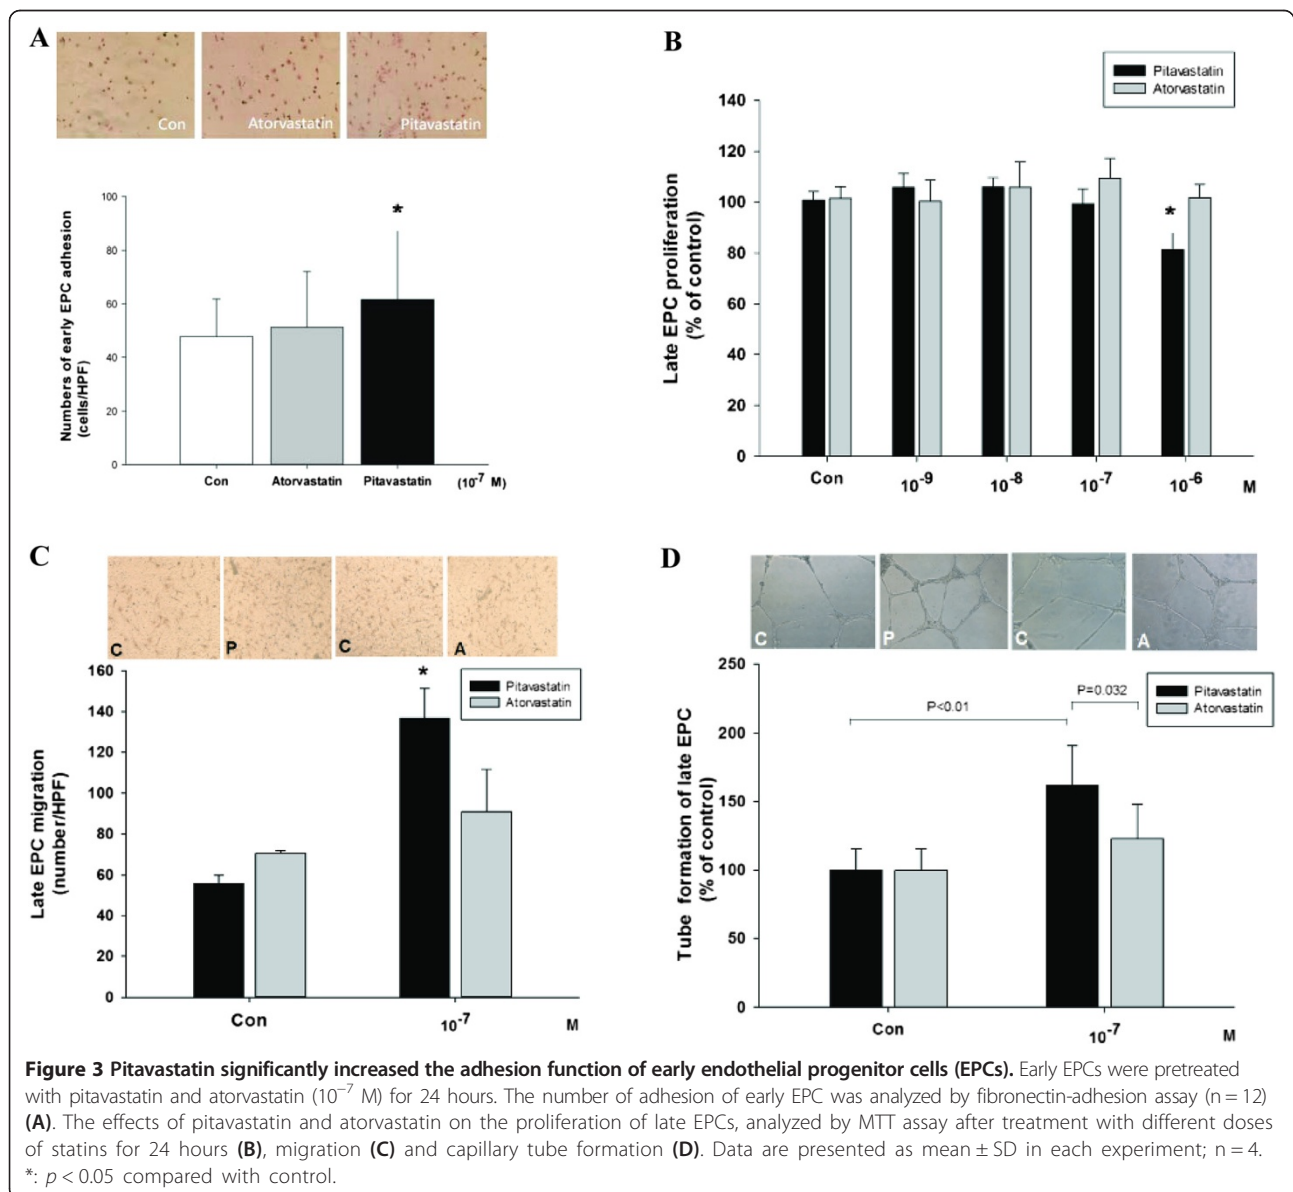 A
Con
Atorvastatin
Pitavastatin
Numbers of early EPC adhesion
(cells/HPF)
100
80
60
40
20
0
*
Con
Atorvastatin
Pitavastatin
(10⁻⁷ M)
B
Pitavastatin
Atorvastatin
Late EPC proliferation
(% of control)
140
120
100
80
60
40
20
0
*
Con
10⁻⁹
10⁻⁸
10⁻⁷
10⁻⁶
M
C
C
P
C
A
Late EPC migration
(number/HPF)
160
140
120
100
80
60
40
20
0
*
Pitavastatin
Atorvastatin
Con
10⁻⁷
M
D
C
P
C
A
Tube formation of late EPC
(% of control)
250
200
150
100
50
0
P<0.01
P=0.032
Pitavastatin
Atorvastatin
Con
10⁻⁷
M
Figure 3 Pitavastatin significantly increased the adhesion function of early endothelial progenitor cells (EPCs). Early EPCs were pretreated
with pitavastatin and atorvastatin (10⁻⁷ M) for 24 hours. The number of adhesion of early EPC was analyzed by fibronectin-adhesion assay (n = 12)
(A). The effects of pitavastatin and atorvastatin on the proliferation of late EPCs, analyzed by MTT assay after treatment with different doses
of statins for 24 hours (B), migration (C) and capillary tube formation (D). Data are presented as mean ± SD in each experiment; n = 4.
*: p < 0.05 compared with control.